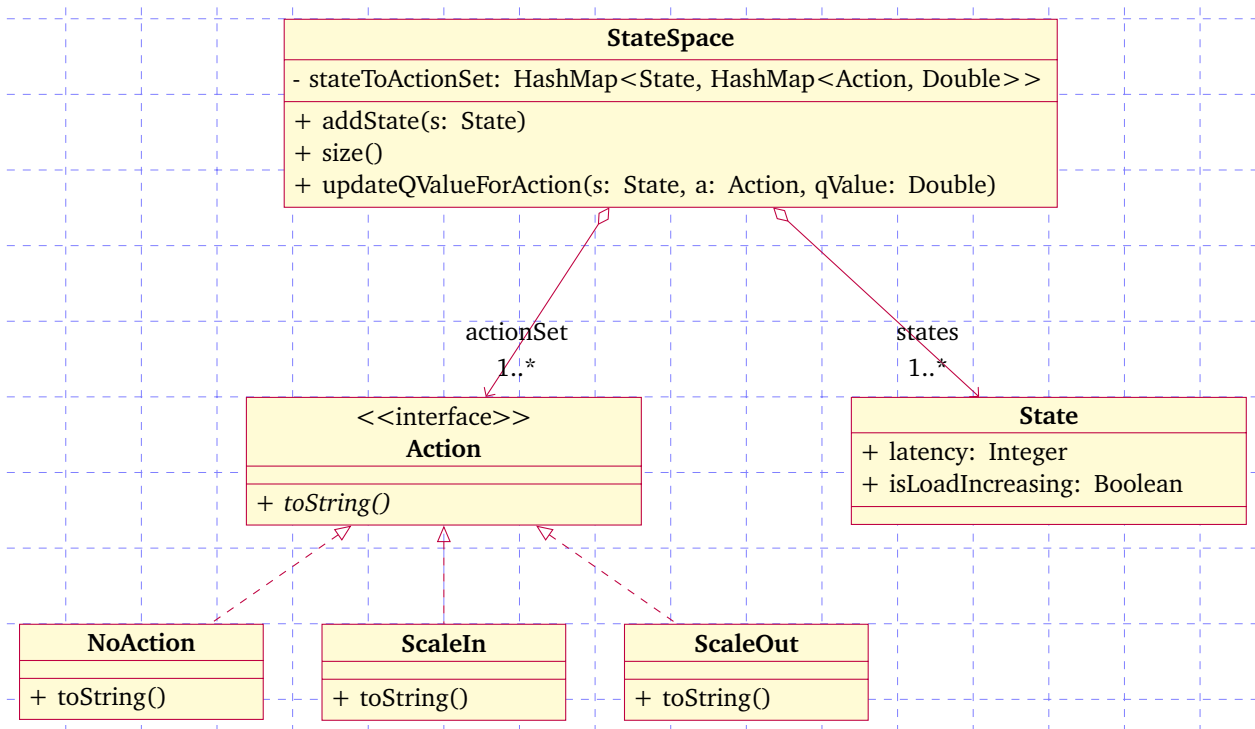 StateSpace
- stateToActionSet: HashMap<State, HashMap<Action, Double>>
+ addState(s: State)
+ size()
+ updateQValueForAction(s: State, a: Action, qValue: Double)
actionSet
1..*
states
1..*
<<interface>>
Action
+ toString()
State
+ latency: Integer
+ isLoadIncreasing: Boolean
NoAction
+ toString()
ScaleIn
+ toString()
ScaleOut
+ toString()